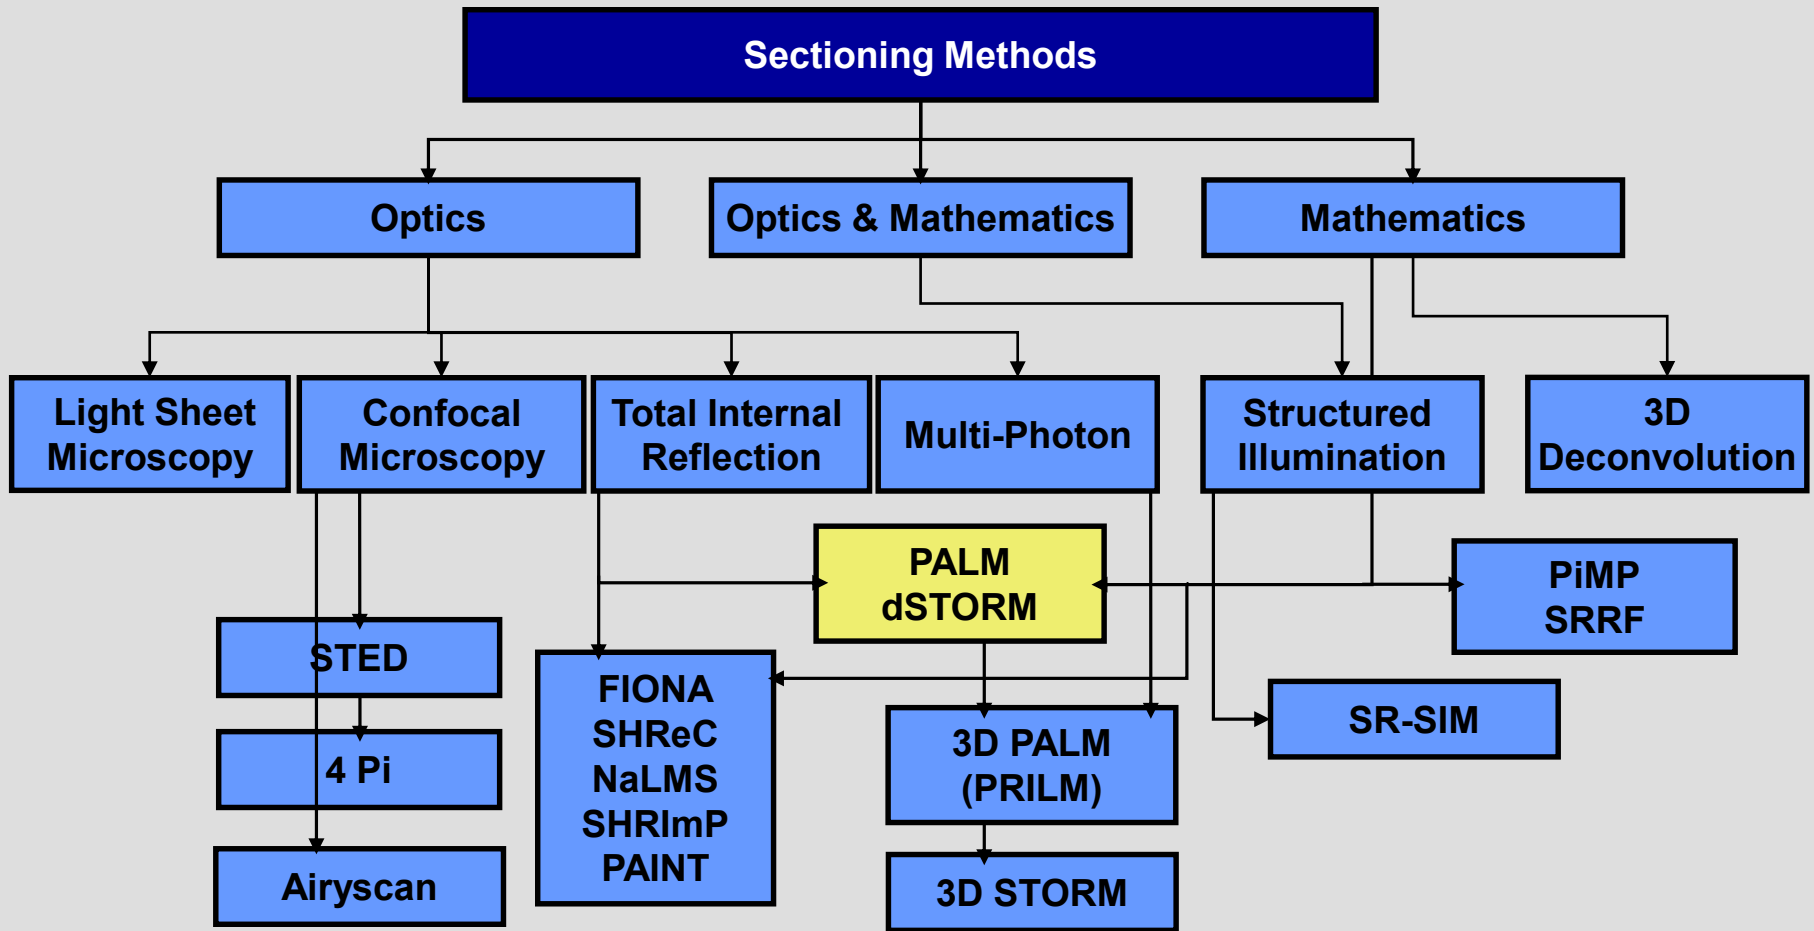 Sectioning Methods
Optics
Optics & Mathematics
Mathematics
Light Sheet
Microscopy
Confocal
Microscopy
Total Internal
Reflection
Multi-Photon
Structured
Illumination
3D
Deconvolution
PALM
dSTORM
PiMP
SRRF
STED
FIONA
SHReC
NaLMS
SHRImP
PAINT
SR-SIM
4 Pi
3D PALM
(PRILM)
Airyscan
3D STORM